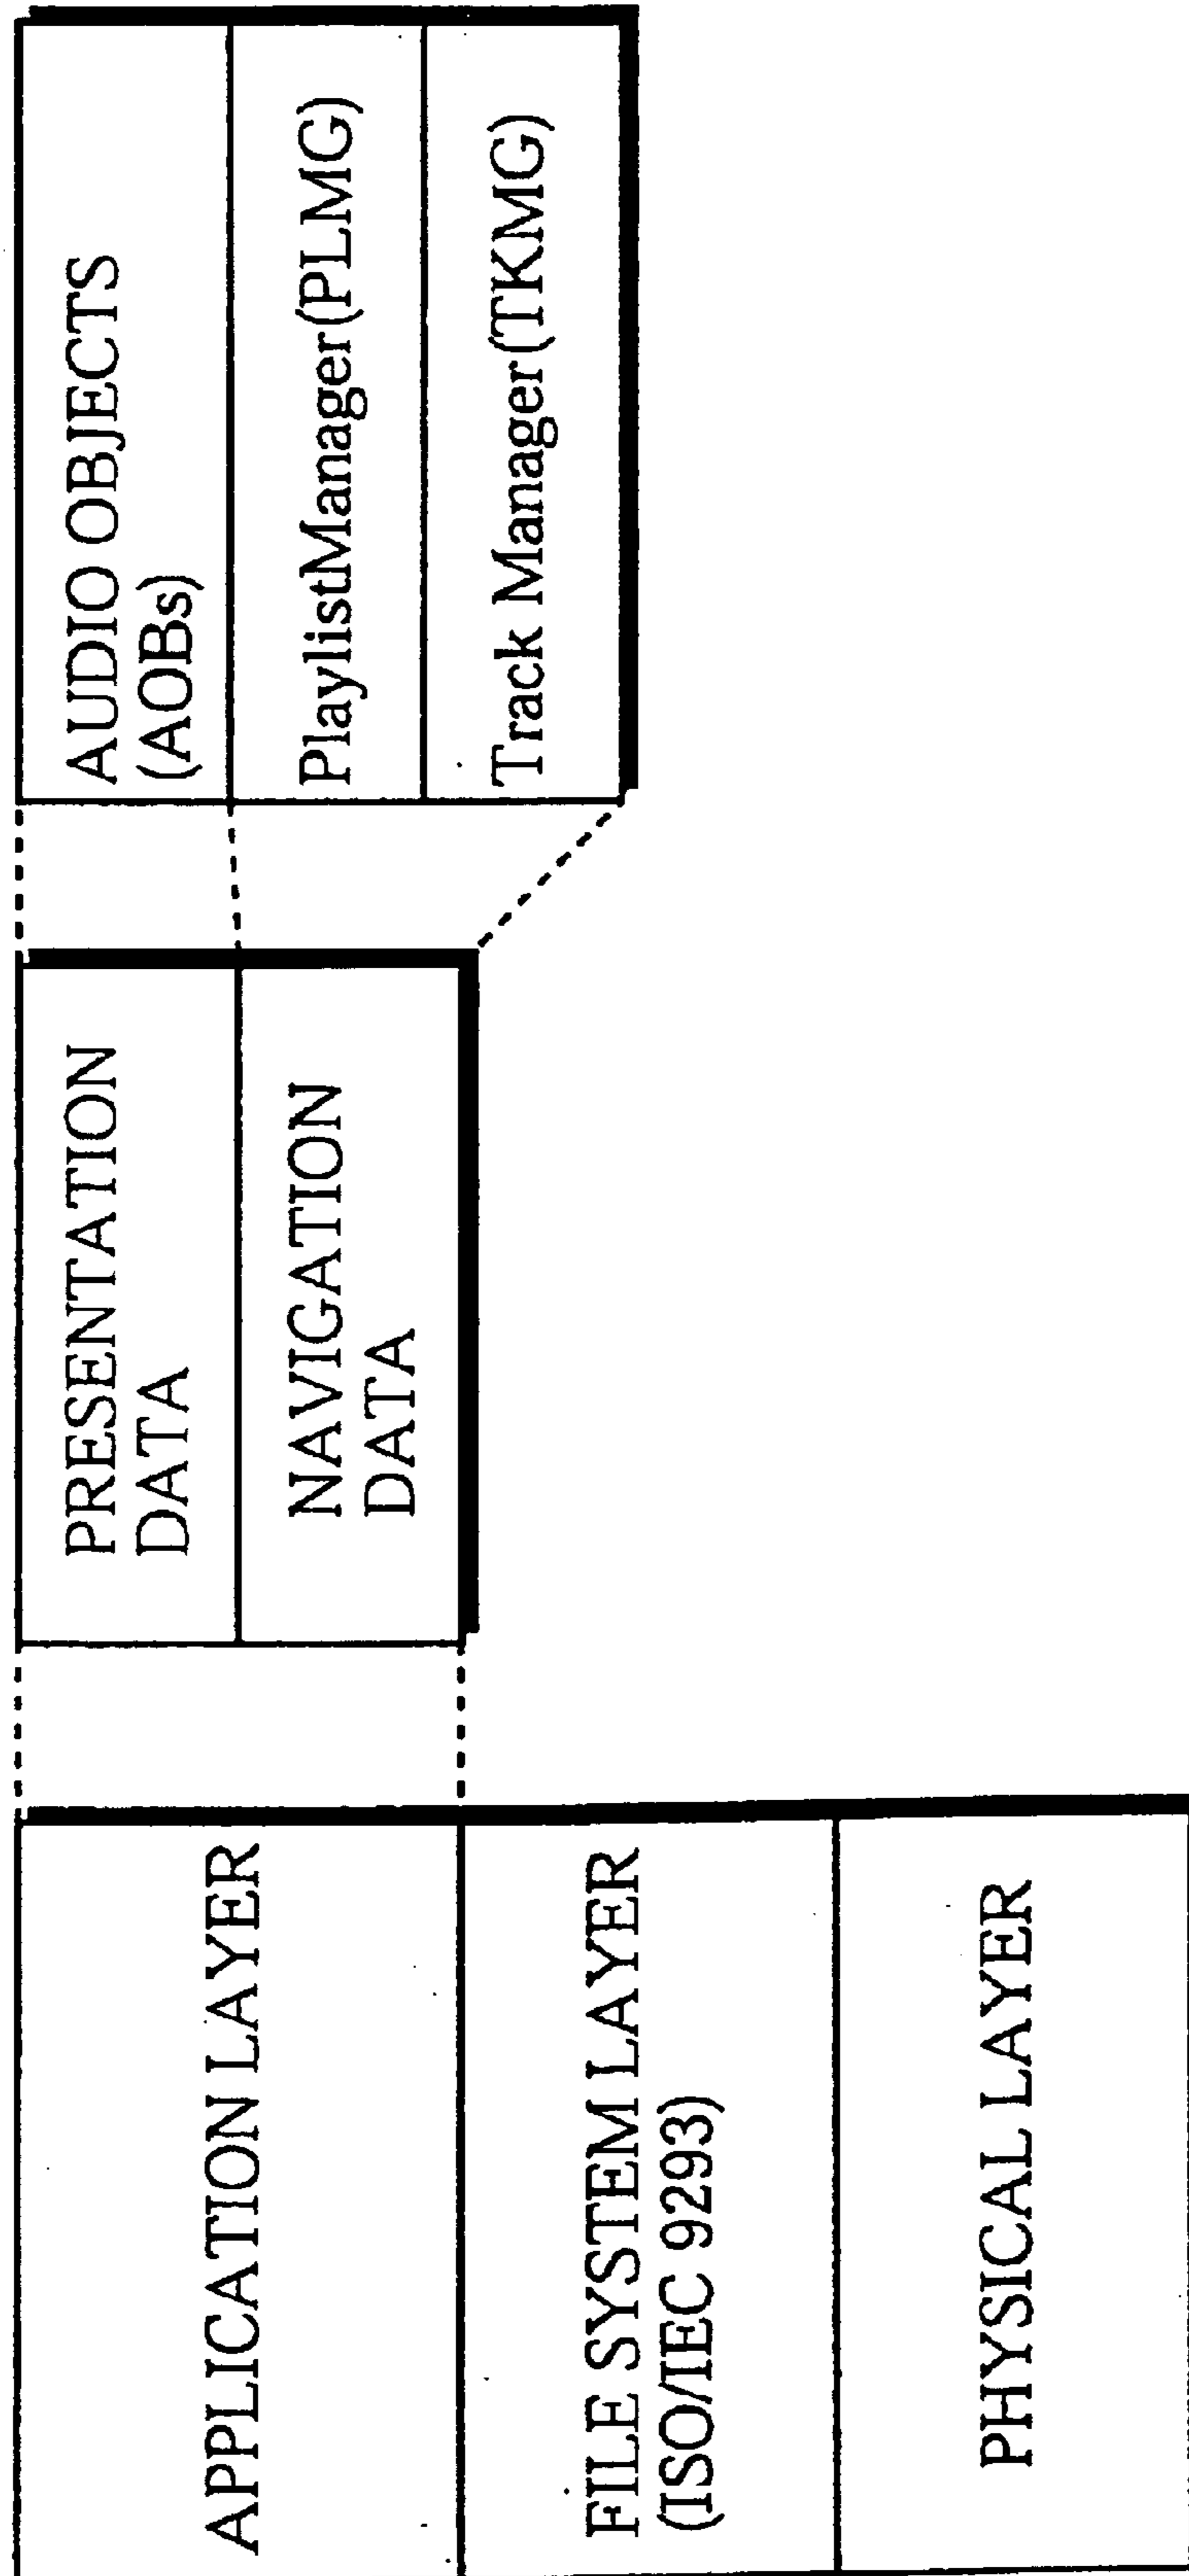 APPLICATION LAYER
FILE SYSTEM LAYER
(ISO/IEC 9293)
PHYSICAL LAYER
PRESENTATION
DATA
NAVIGATION
DATA
AUDIO OBJECTS
(AOBs)
PlaylistManager(PLMG)
Track Manager(TKMG)